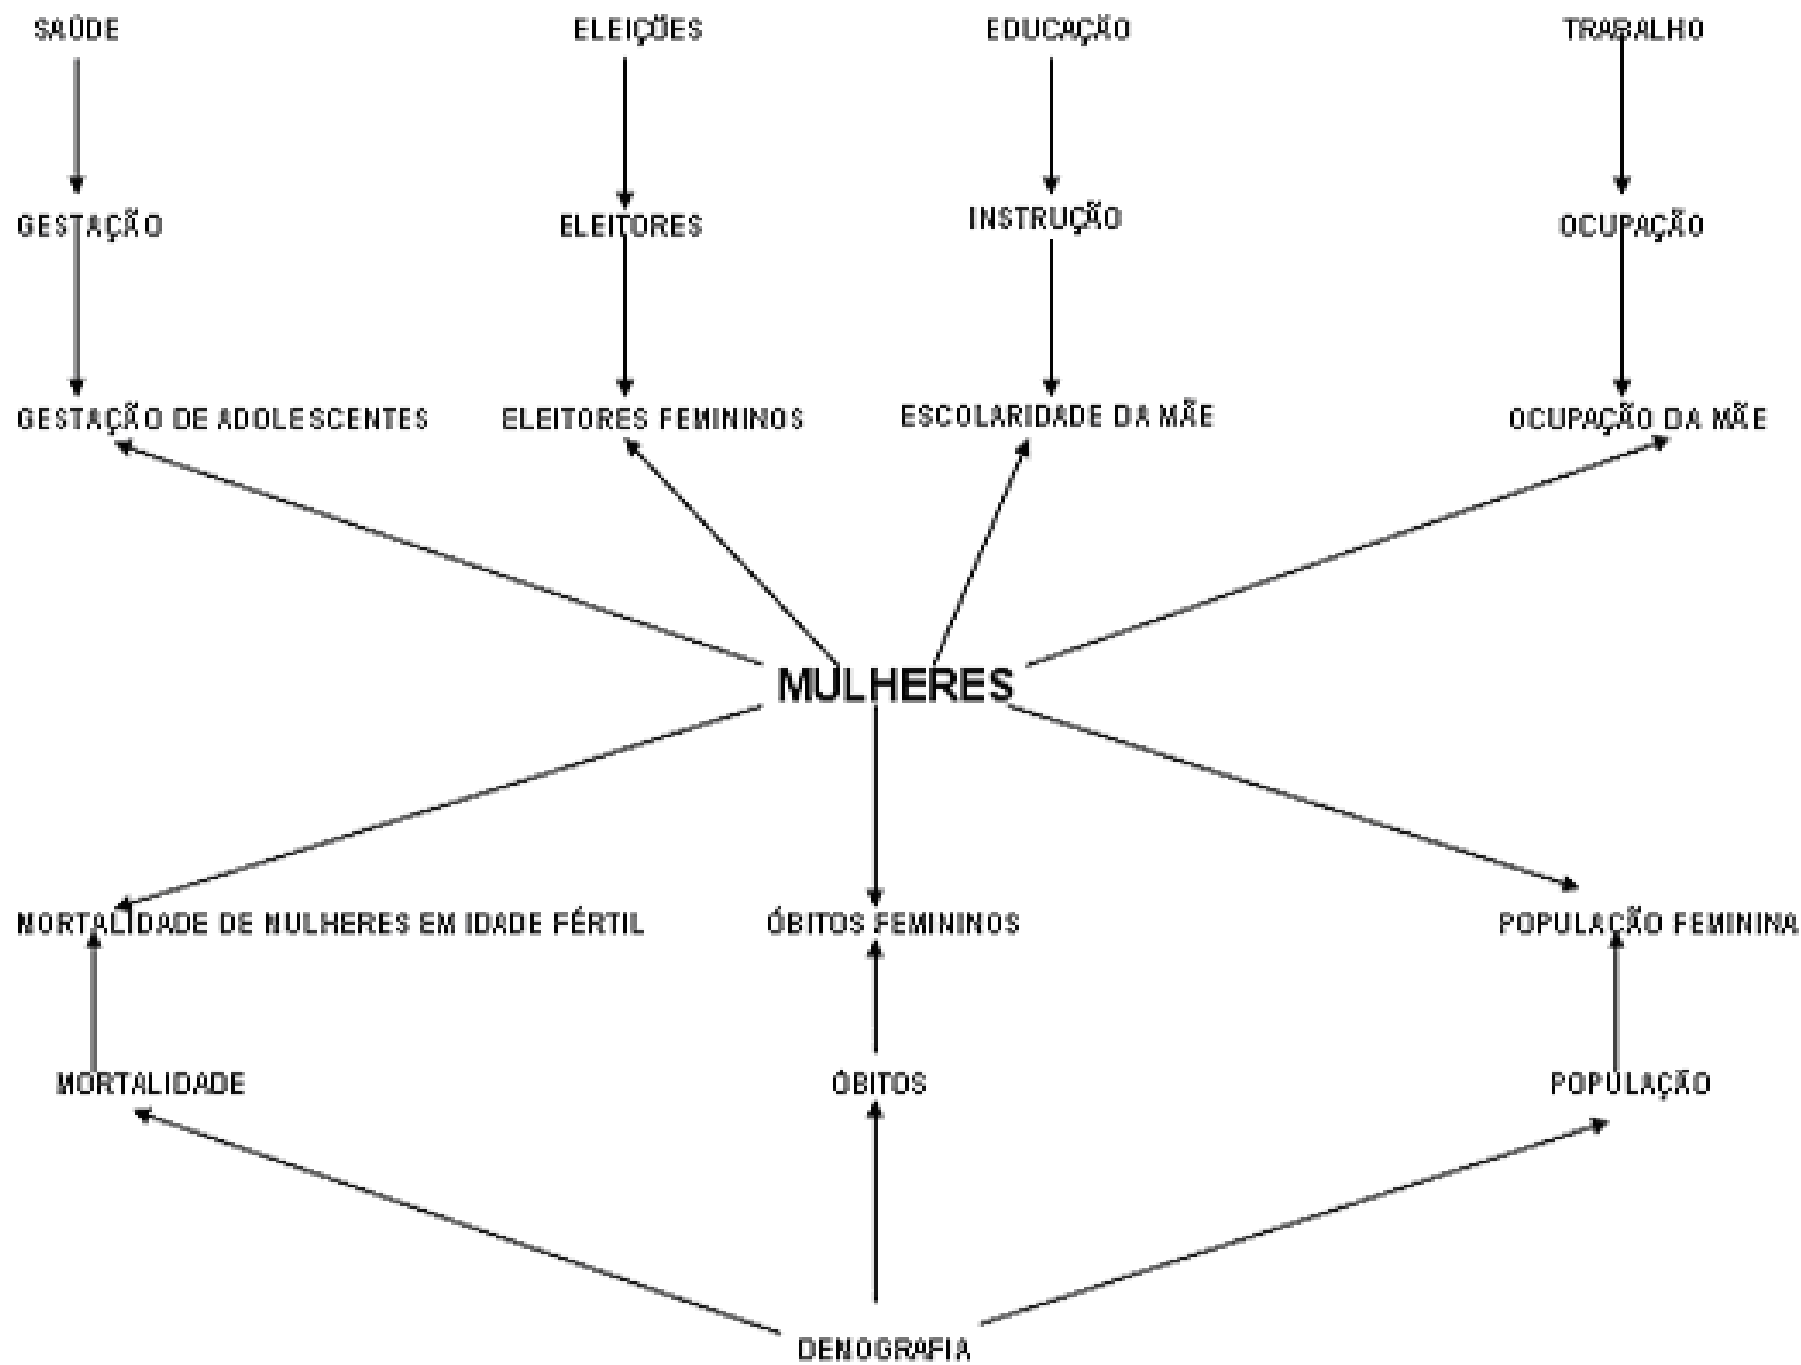 SAÚDE
ELEIÇÕES
EDUCAÇÃO
TRABALHO
GESTAÇÃO
ELEITORES
INSTRUÇÃO
OCUPAÇÃO
GESTAÇÃO DE ADOLESCENTES
ELEITORES FEMININOS
ESCOLARIDADE DA MÃE
OCUPAÇÃO DA MÃE
MULHERES
MORTALIDADE DE MULHERES EM IDADE FÉRTIL
ÓBITOS FEMININOS
POPULAÇÃO FEMININA
MORTALIDADE
ÓBITOS
POPULAÇÃO
DEMOGRAFIA